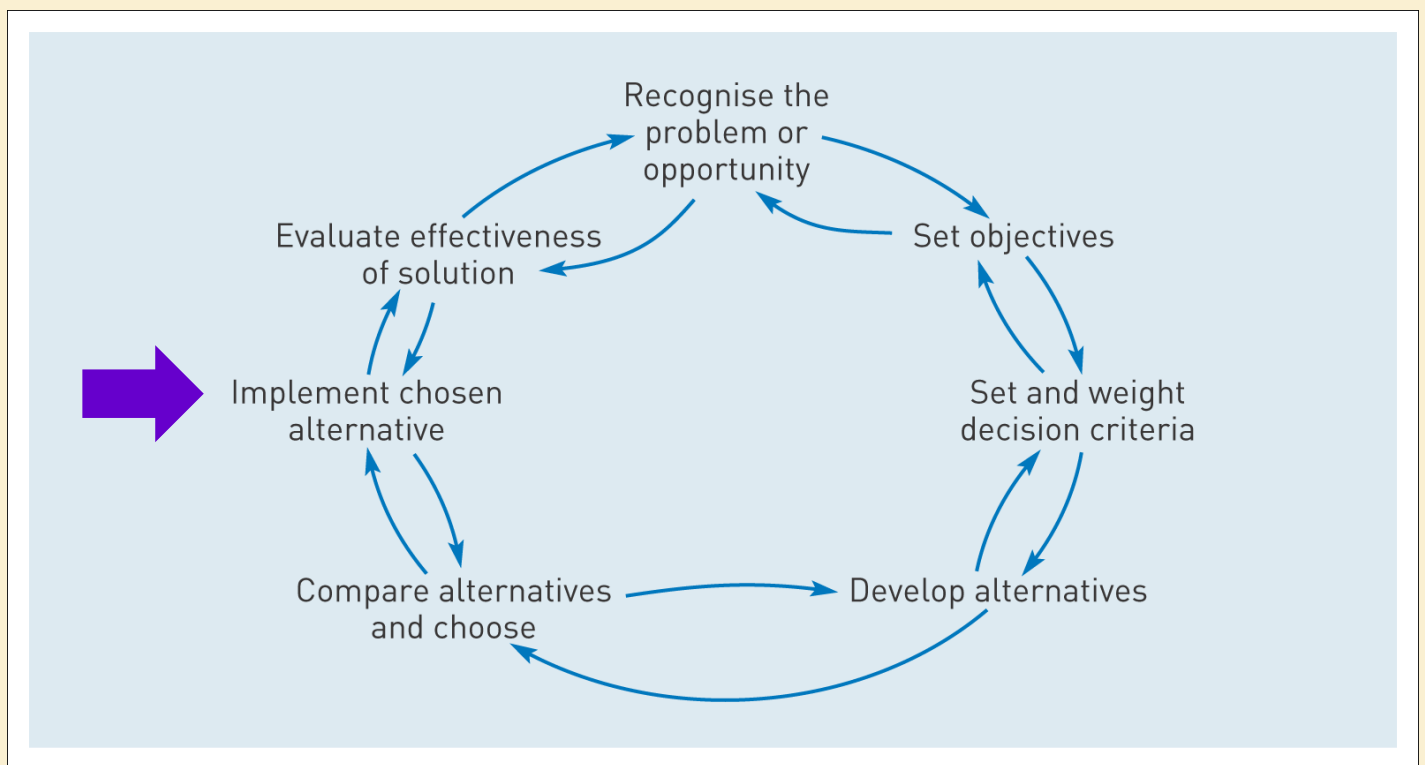 Recognise the
problem or
opportunity
Set objectives
Set and weight
decision criteria
Develop alternatives
Compare alternatives
and choose
Implement chosen
alternative
Evaluate effectiveness
of solution